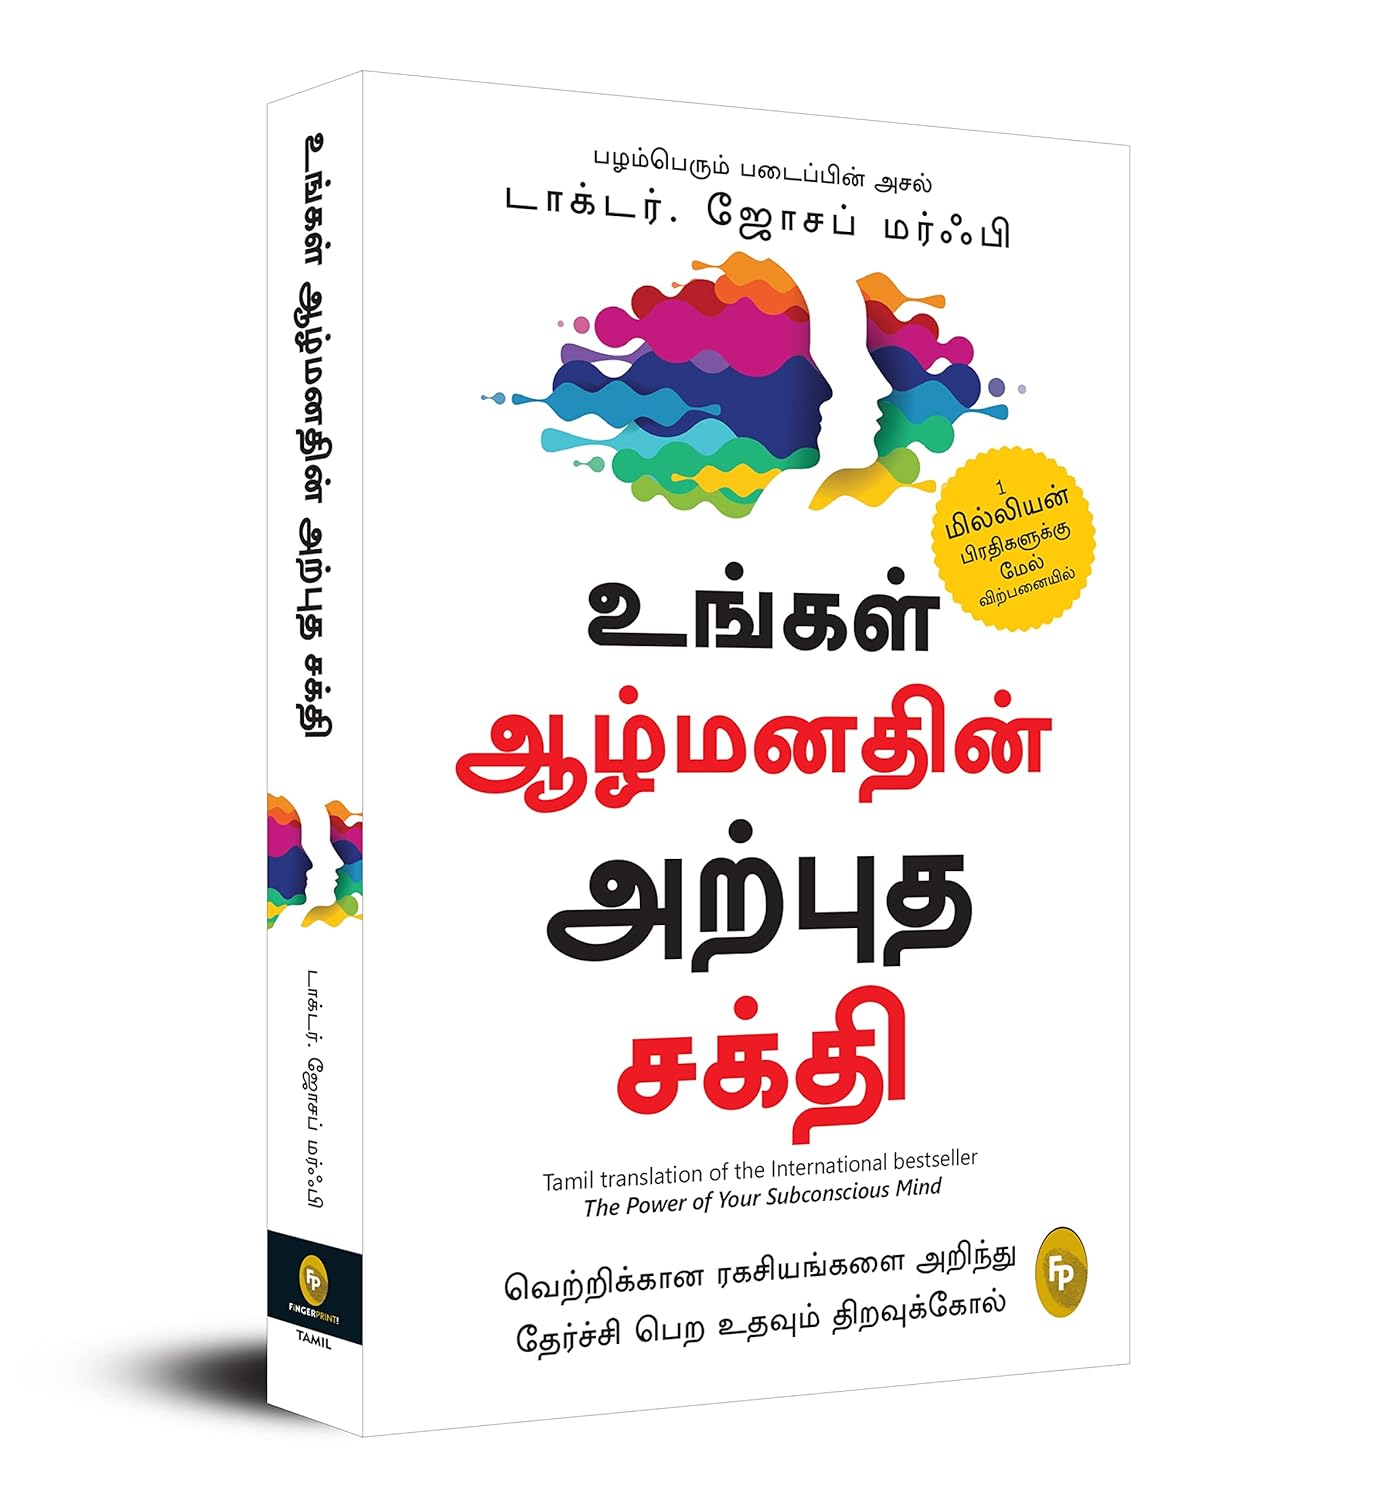 உங்கள் ஆழ்மனதின் அற்புத சக்தி
டாக்டர். ஜோசப் மர்ஃபி
FP
FINGERPRINT!
TAMIL
பழம்பெரும் படைப்பின் அசல்
டாக்டர். ஜோசப் மர்ஃபி
1
மில்லியன்
பிரதிகளுக்கு
மேல்
விற்பனையில்
உங்கள்
ஆழ்மனதின்
அற்புத
சக்தி
Tamil translation of the International bestseller
The Power of Your Subconscious Mind
வெற்றிக்கான ரகசியங்களை அறிந்து
தேர்ச்சி பெற உதவும் திறவுக்கோல்
FP